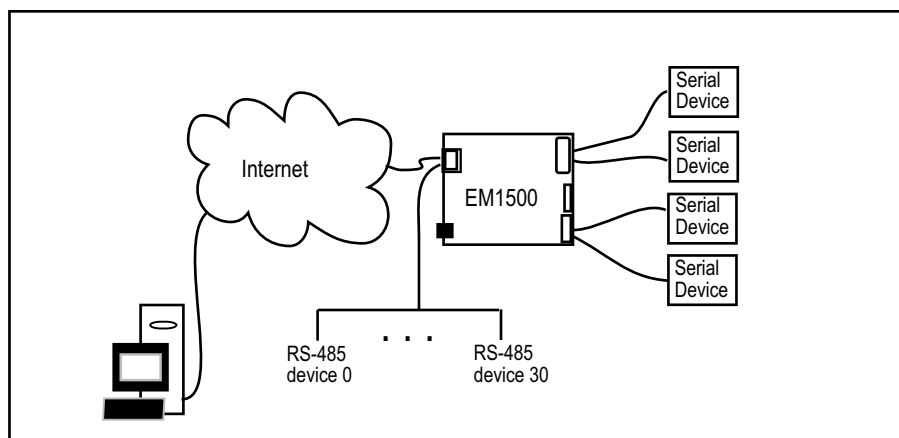 Serial
Device
Serial
Device
Internet
EM1500
Serial
Device
Serial
Device
RS-485
device 0
. . .
RS-485
device 30